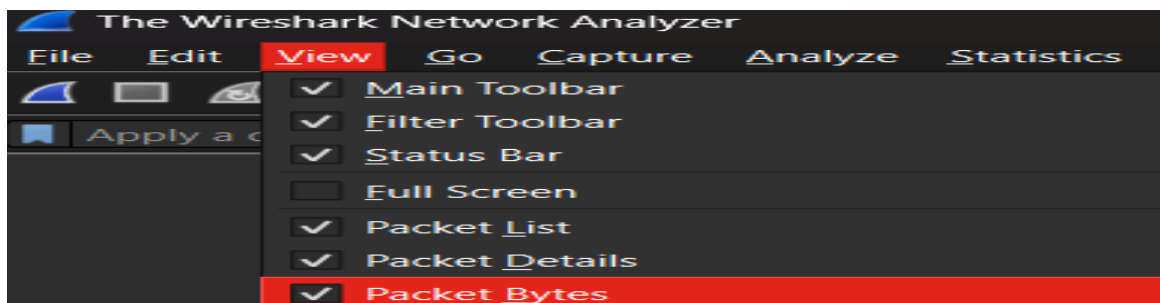 The Wireshark Network Analyzer
File Edit View Go Capture Analyze Statistics
Main Toolbar
Apply a
Filter Toolbar
Status Bar
Full Screen
Packet List
Packet Details
Packet Bytes